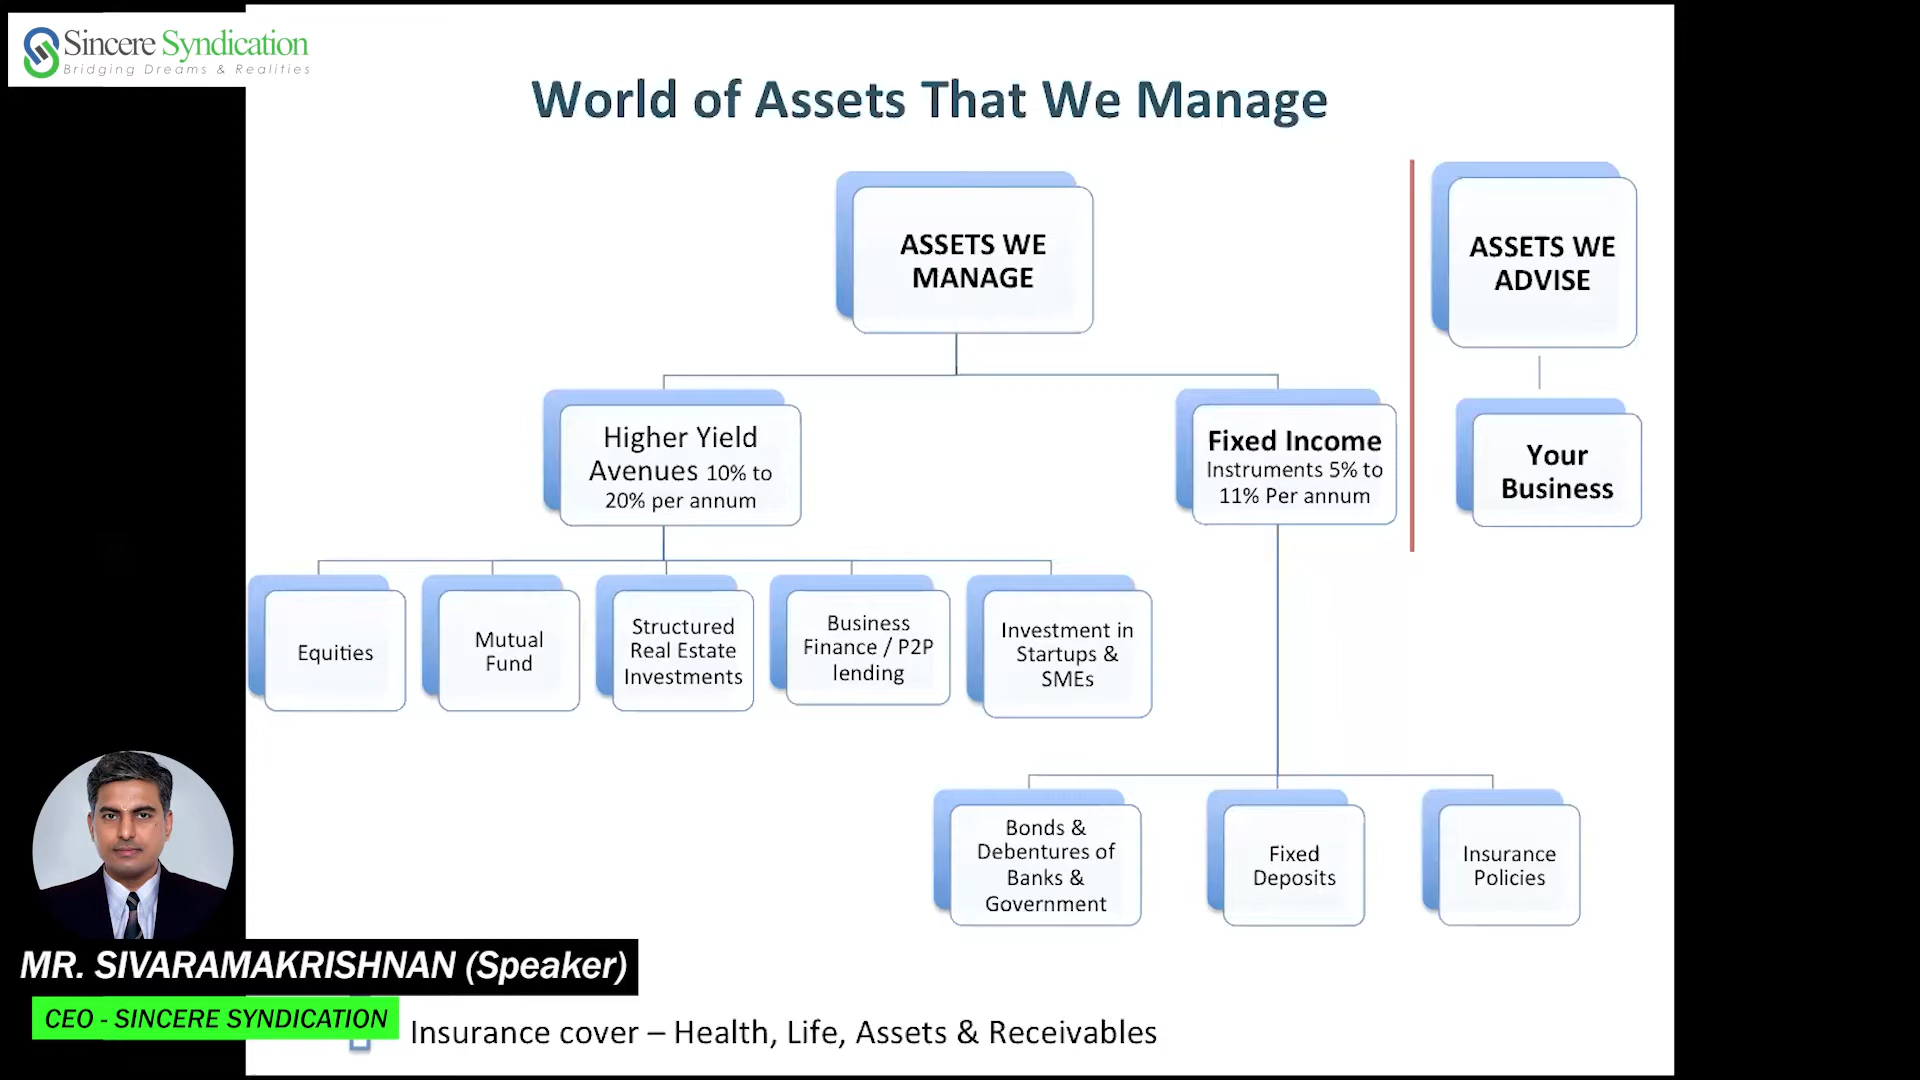 Sincere Syndication
Bridging Dreams & Realities
World of Assets That We Manage
ASSETS WE
MANAGE
ASSETS WE
ADVISE
Higher Yield
Avenues 10% to
20% per annum
Fixed Income
Instruments 5% to
11% Per annum
Your
Business
Equities
Mutual
Fund
Structured
Real Estate
Investments
Business
Finance / P2P
lending
Investment in
Startups &
SMEs
Bonds &
Debentures of
Banks &
Government
Fixed
Deposits
Insurance
Policies
MR. SIVARAMAKRISHNAN (Speaker)
CEO - SINCERE SYNDICATION
Insurance cover – Health, Life, Assets & Receivables